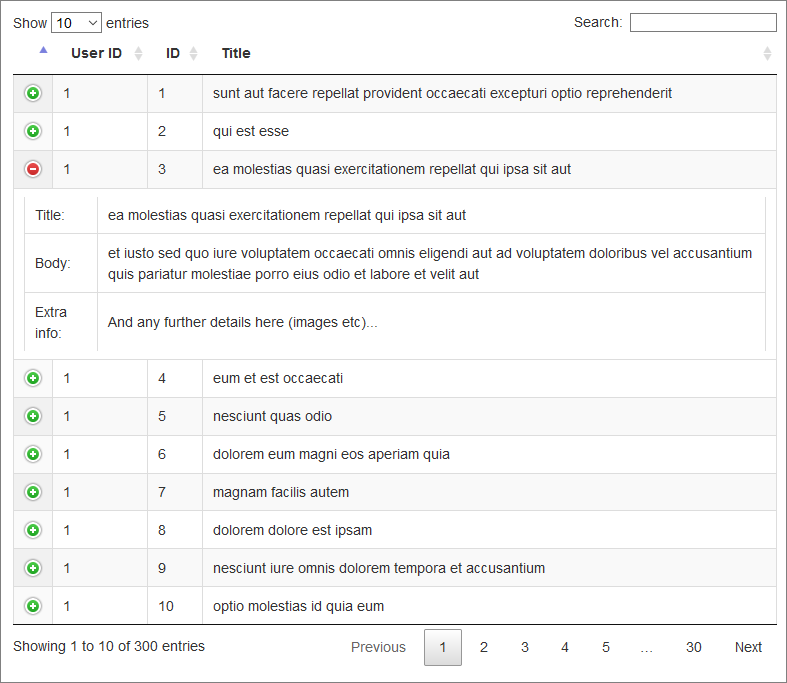 Show 10 entries Search:
User ID ID Title
1 1 sunt aut facere repellat provident occaecati excepturi optio reprehenderit
1 2 qui est esse
1 3 ea molestias quasi exercitationem repellat qui ipsa sit aut
Title: ea molestias quasi exercitationem repellat qui ipsa sit aut
Body: et iusto sed quo iure voluptatem occaecati omnis eligendi aut ad voluptatem doloribus vel accusantium
quis pariatur molestiae porro eius odio et labore et velit aut
Extra
info: And any further details here (images etc)...
1 4 eum et est occaecati
1 5 nesciunt quas odio
1 6 dolorem eum magni eos aperiam quia
1 7 magnam facilis autem
1 8 dolorem dolore est ipsam
1 9 nesciunt iure omnis dolorem tempora et accusantium
1 10 optio molestias id quia eum
Showing 1 to 10 of 300 entries Previous 1 2 3 4 5 … 30 Next